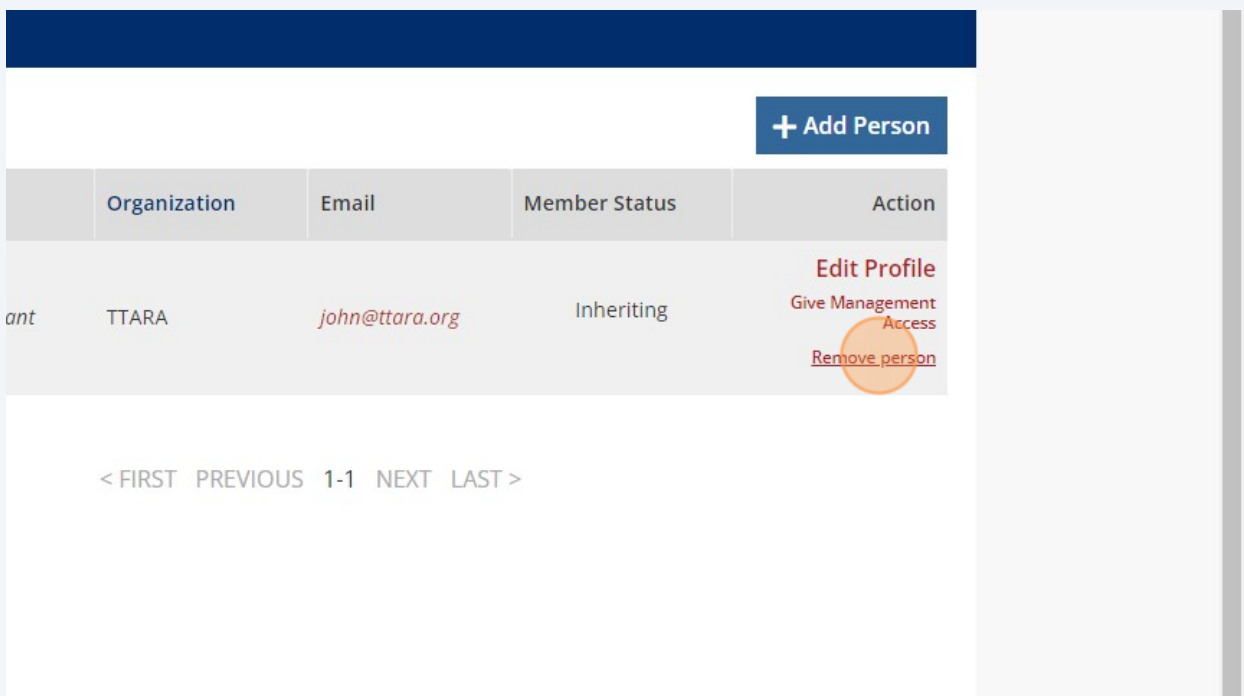 + Add Person
Organization Email Member Status Action
Edit Profile
ant TTARA john@ttara.org Inheriting Give Management
Access
Remove person
< FIRST PREVIOUS 1-1 NEXT LAST >